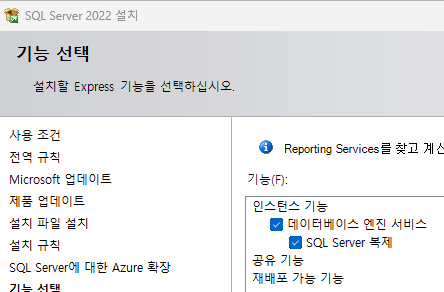 SQL Server 2022 설치
기능 선택
설치할 Express 기능을 선택하십시오.
사용 조건
전역 규칙
Microsoft 업데이트
제품 업데이트
설치 파일 설치
설치 규칙
SQL Server에 대한 Azure 확장
기능 선택
Reporting Services를 찾고 계신
기능(F):
인스턴스 기능
데이터베이스 엔진 서비스
SQL Server 복제
공유 기능
재배포 가능 기능